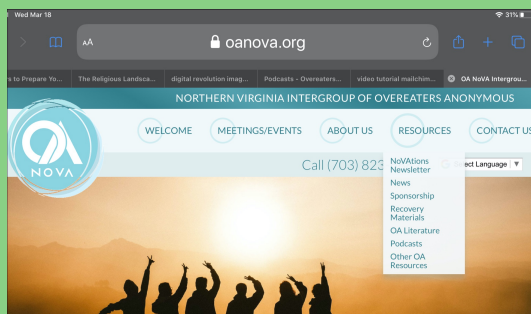 Wed Mar 18
31%
AA
oanova.org
s to Prepare Yo...
The Religious Landsca...
digital revolution imag...
Podcasts - Overeaters...
video tutorial mailchim...
OA NoVA Intergrou...
NORTHERN VIRGINIA INTERGROUP OF OVEREATERS ANONYMOUS
OA
NOVA
WELCOME
MEETINGS/EVENTS
ABOUT US
RESOURCES
CONTACT US
Call (703) 823
Select Language
NoVAtions
Newsletter
News
Sponsorship
Recovery
Materials
OA Literature
Podcasts
Other OA
Resources